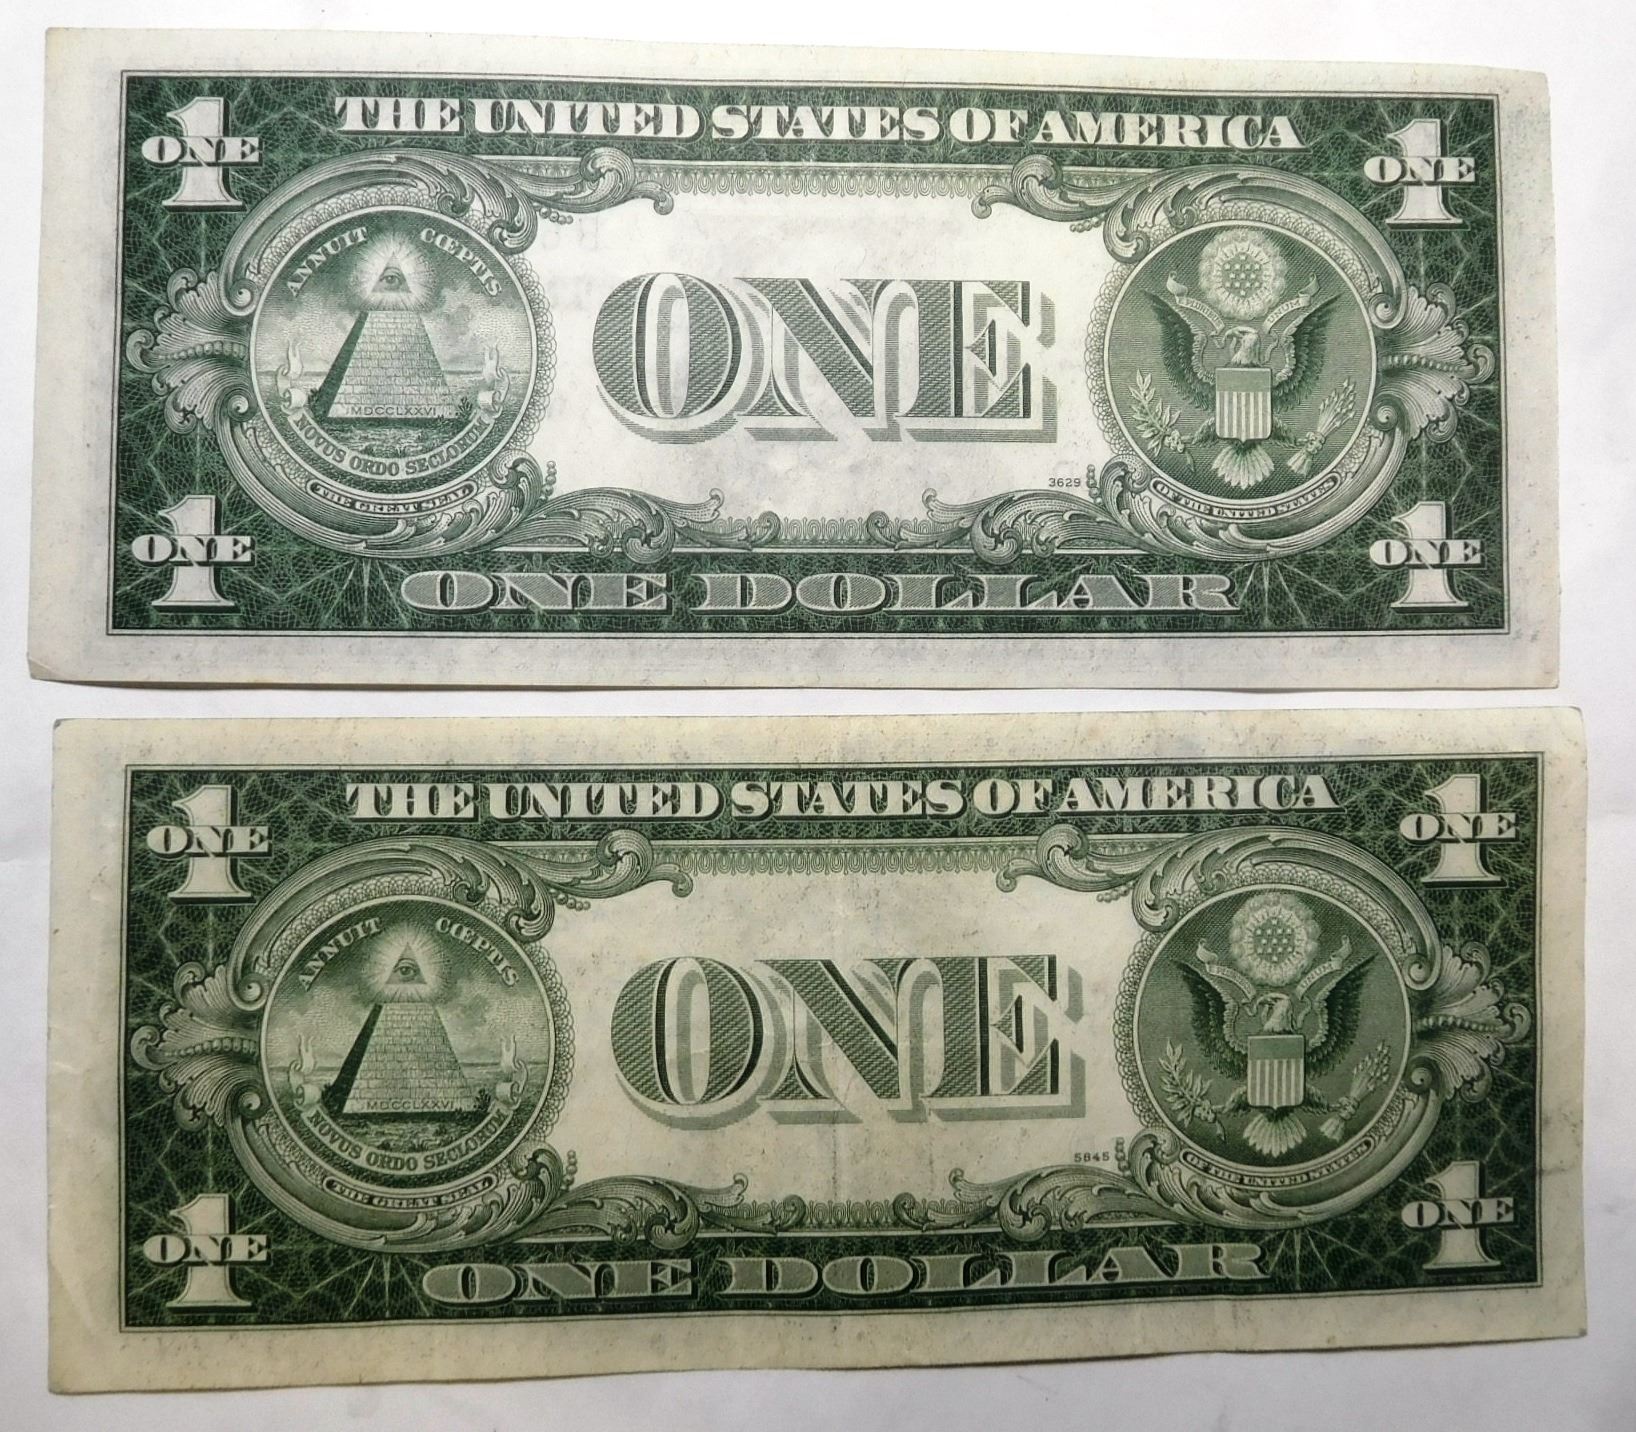 THE UNITED STATES OF AMERICA
1 ONE
1 ONE
ANNUIT CŒPTIS
MDCCLXXVI
NOVUS ORDO SECLORUM
THE GREAT SEAL
ONE
3629
OF THE UNITED STATES
1 ONE
1 ONE
ONE DOLLAR
THE UNITED STATES OF AMERICA
1 ONE
1 ONE
ANNUIT CŒPTIS
MDCCLXXVI
NOVUS ORDO SECLORUM
THE GREAT SEAL
ONE
5845
OF THE UNITED STATES
1 ONE
1 ONE
ONE DOLLAR